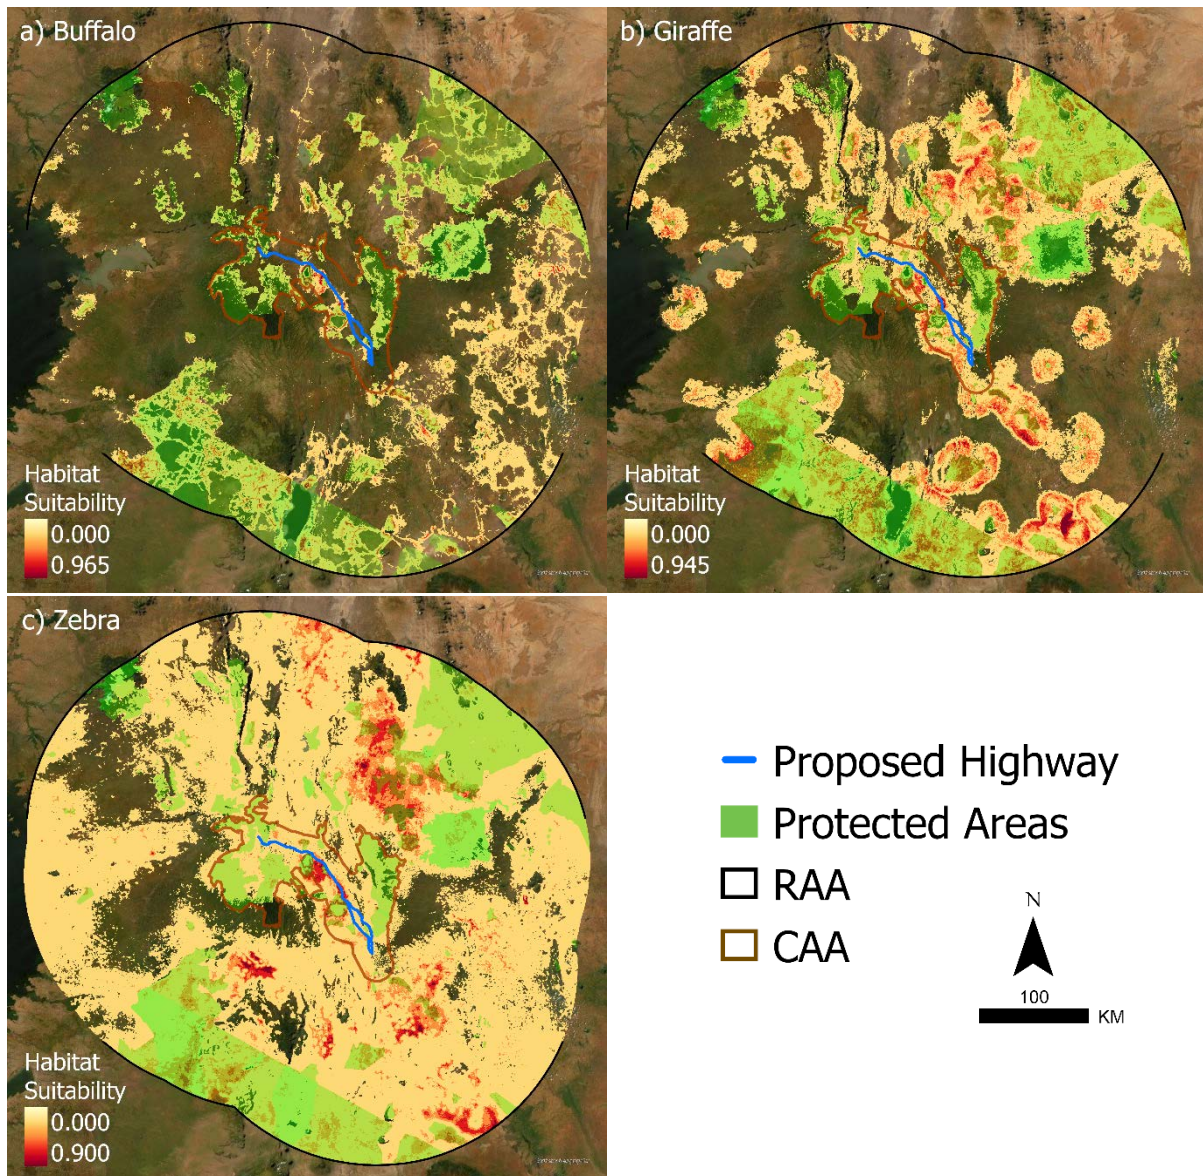 a) Buffalo
Habitat
Suitability
0.000
0.965
b) Giraffe
Habitat
Suitability
0.000
0.945
c) Zebra
Habitat
Suitability
0.000
0.900
Proposed Highway
Protected Areas
RAA
CAA
N
100
KM